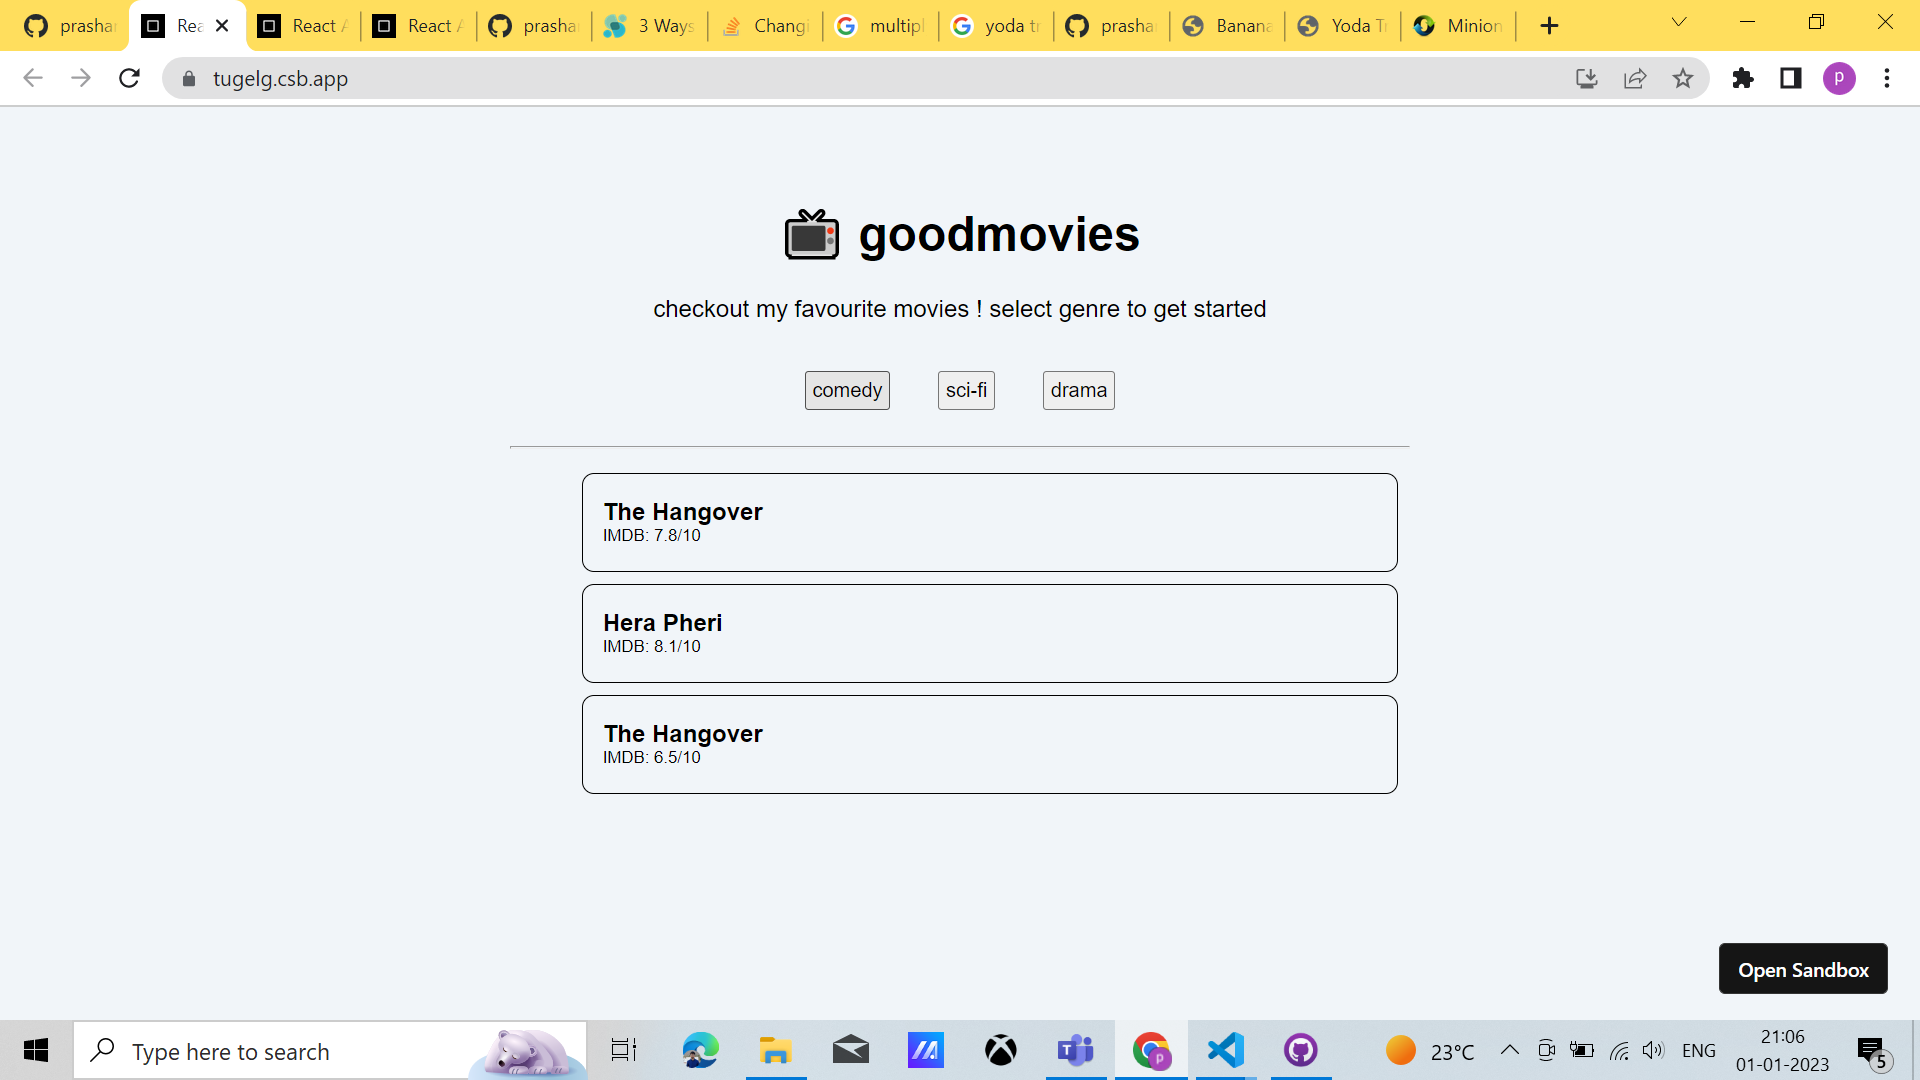 prashar
Rea
React A
React A
prashar
3 Ways
Changi
multipl
yoda tr
prashar
Banana
Yoda Tr
Minion
tugelg.csb.app
p
goodmovies
checkout my favourite movies ! select genre to get started
comedy
sci-fi
drama
The Hangover
IMDB: 7.8/10
Hera Pheri
IMDB: 8.1/10
The Hangover
IMDB: 6.5/10
Open Sandbox
Type here to search
p
23°C
ENG
21:06
01-01-2023
5